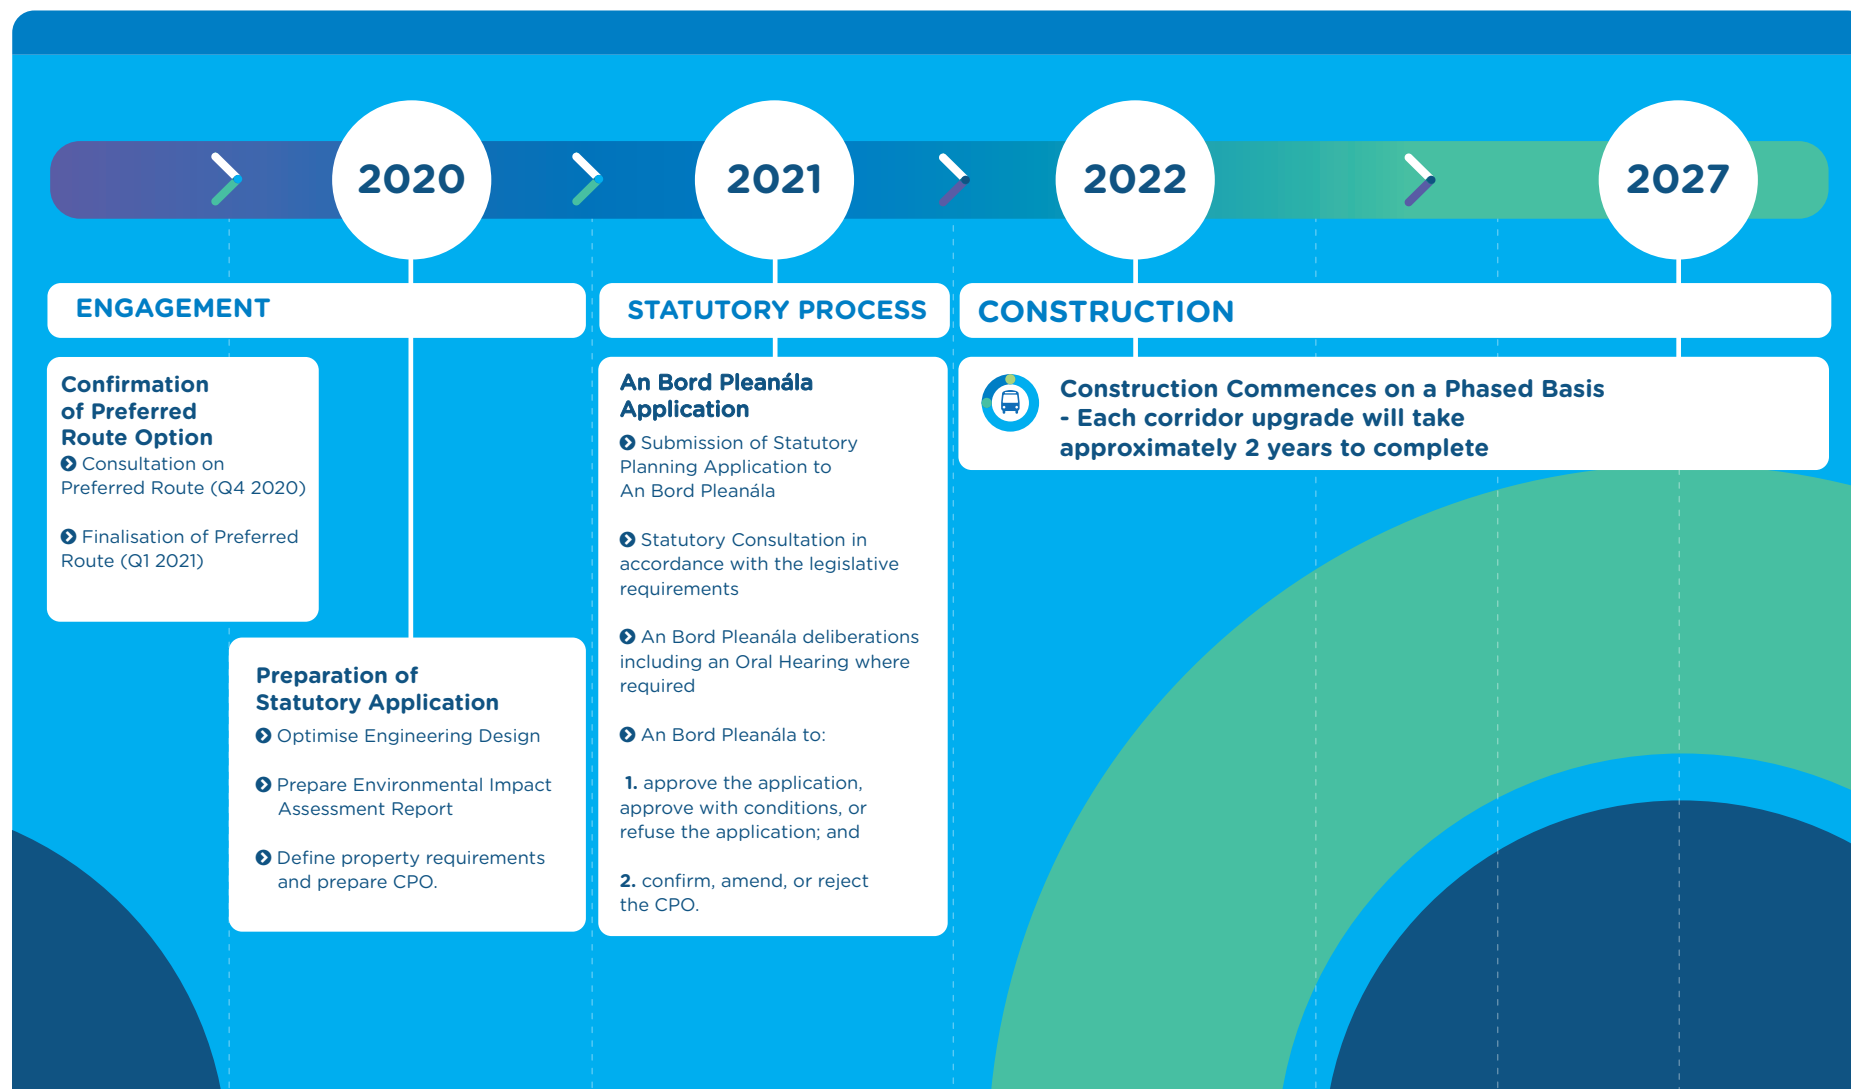 2020
2021
2022
2027
ENGAGEMENT
STATUTORY PROCESS
CONSTRUCTION
Confirmation
of Preferred
Route Option
Consultation on
Preferred Route (Q4 2020)
Finalisation of Preferred
Route (Q1 2021)
Preparation of
Statutory Application
Optimise Engineering Design
Prepare Environmental Impact
Assessment Report
Define property requirements
and prepare CPO.
An Bord Pleanála
Application
Submission of Statutory
Planning Application to
An Bord Pleanála
Statutory Consultation in
accordance with the legislative
requirements
An Bord Pleanála deliberations
including an Oral Hearing where
required
An Bord Pleanála to:
1. approve the application,
approve with conditions, or
refuse the application; and
2. confirm, amend, or reject
the CPO.
Construction Commences on a Phased Basis
- Each corridor upgrade will take
approximately 2 years to complete